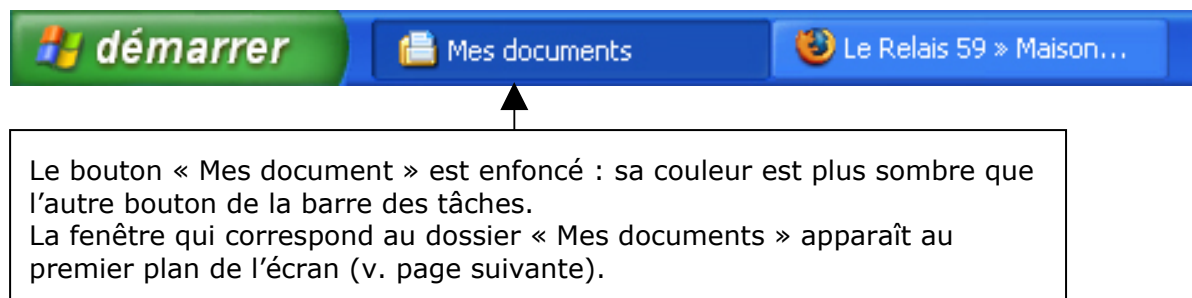 démarrer Mes documents Le Relais 59 » Maison...
Le bouton « Mes document » est enfoncé : sa couleur est plus sombre que
l’autre bouton de la barre des tâches.
La fenêtre qui correspond au dossier « Mes documents » apparaît au
premier plan de l’écran (v. page suivante).